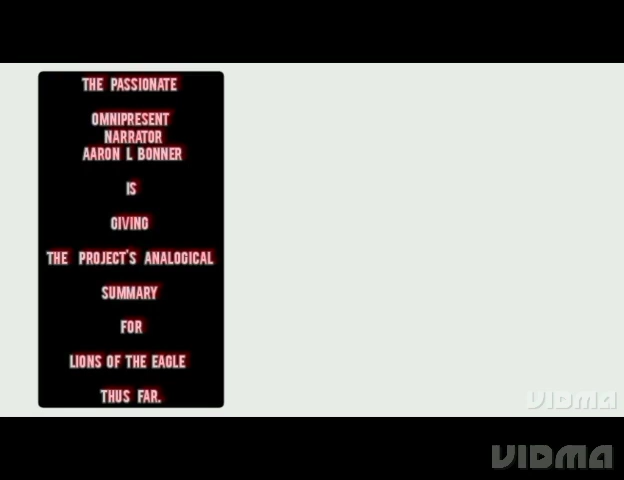 THE PASSIONATE
OMNIPRESENT
NARRATOR
AARON L BONNER
IS
GIVING
THE PROJECT'S ANALOGICAL
SUMMARY
FOR
LIONS OF THE EAGLE
THUS FAR.
VIDMA
VIDMA